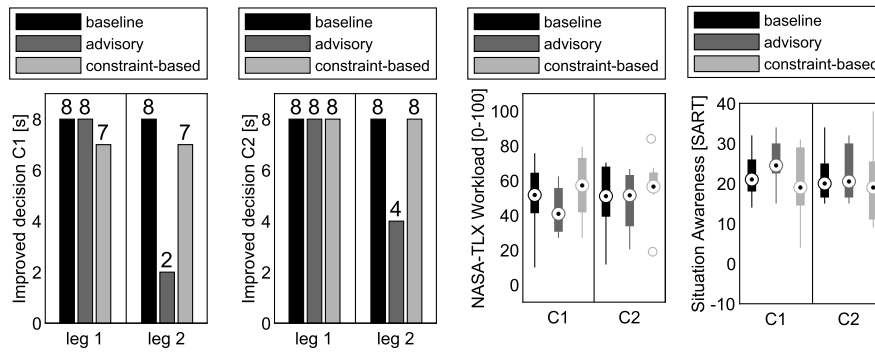 baseline
advisory
constraint-based
8 8 7 8 2 7
Improved decision C1 [s]
8
6
4
2
0
leg 1 leg 2
baseline
advisory
constraint-based
8 8 8 8 4 8
Improved decision C2 [s]
8
6
4
2
0
leg 1 leg 2
baseline
advisory
constraint-based
NASA-TLX Workload [0-100]
100
80
60
40
20
0
C1 C2
baseline
advisory
constraint-based
Situation Awareness [SART]
40
30
20
10
0
-10
C1 C2